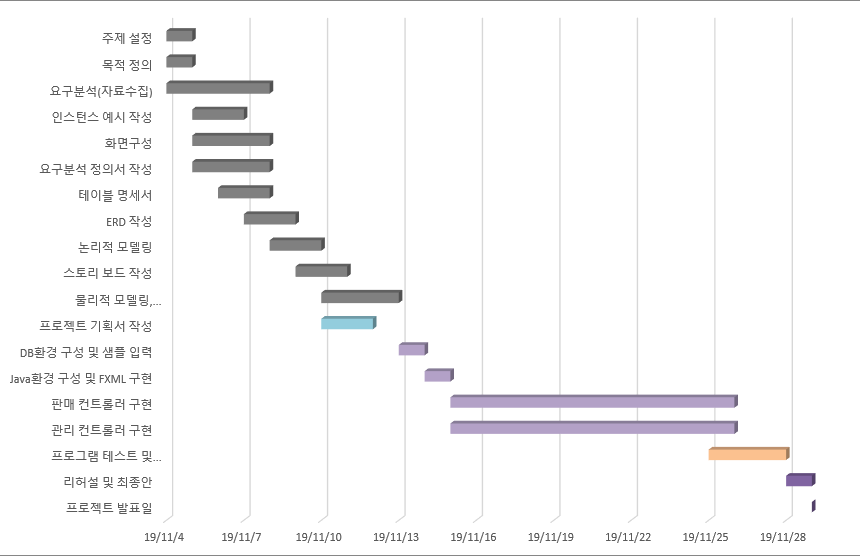 주제 설정
목적 정의
요구분석(자료수집)
인스턴스 예시 작성
화면구성
요구분석 정의서 작성
테이블 명세서
ERD 작성
논리적 모델링
스토리 보드 작성
물리적 모델링,...
프로젝트 기획서 작성
DB환경 구성 및 샘플 입력
Java환경 구성 및 FXML 구현
판매 컨트롤러 구현
관리 컨트롤러 구현
프로그램 테스트 및...
리허설 및 최종안
프로젝트 발표일
19/11/4 19/11/7 19/11/10 19/11/13 19/11/16 19/11/19 19/11/22 19/11/25 19/11/28